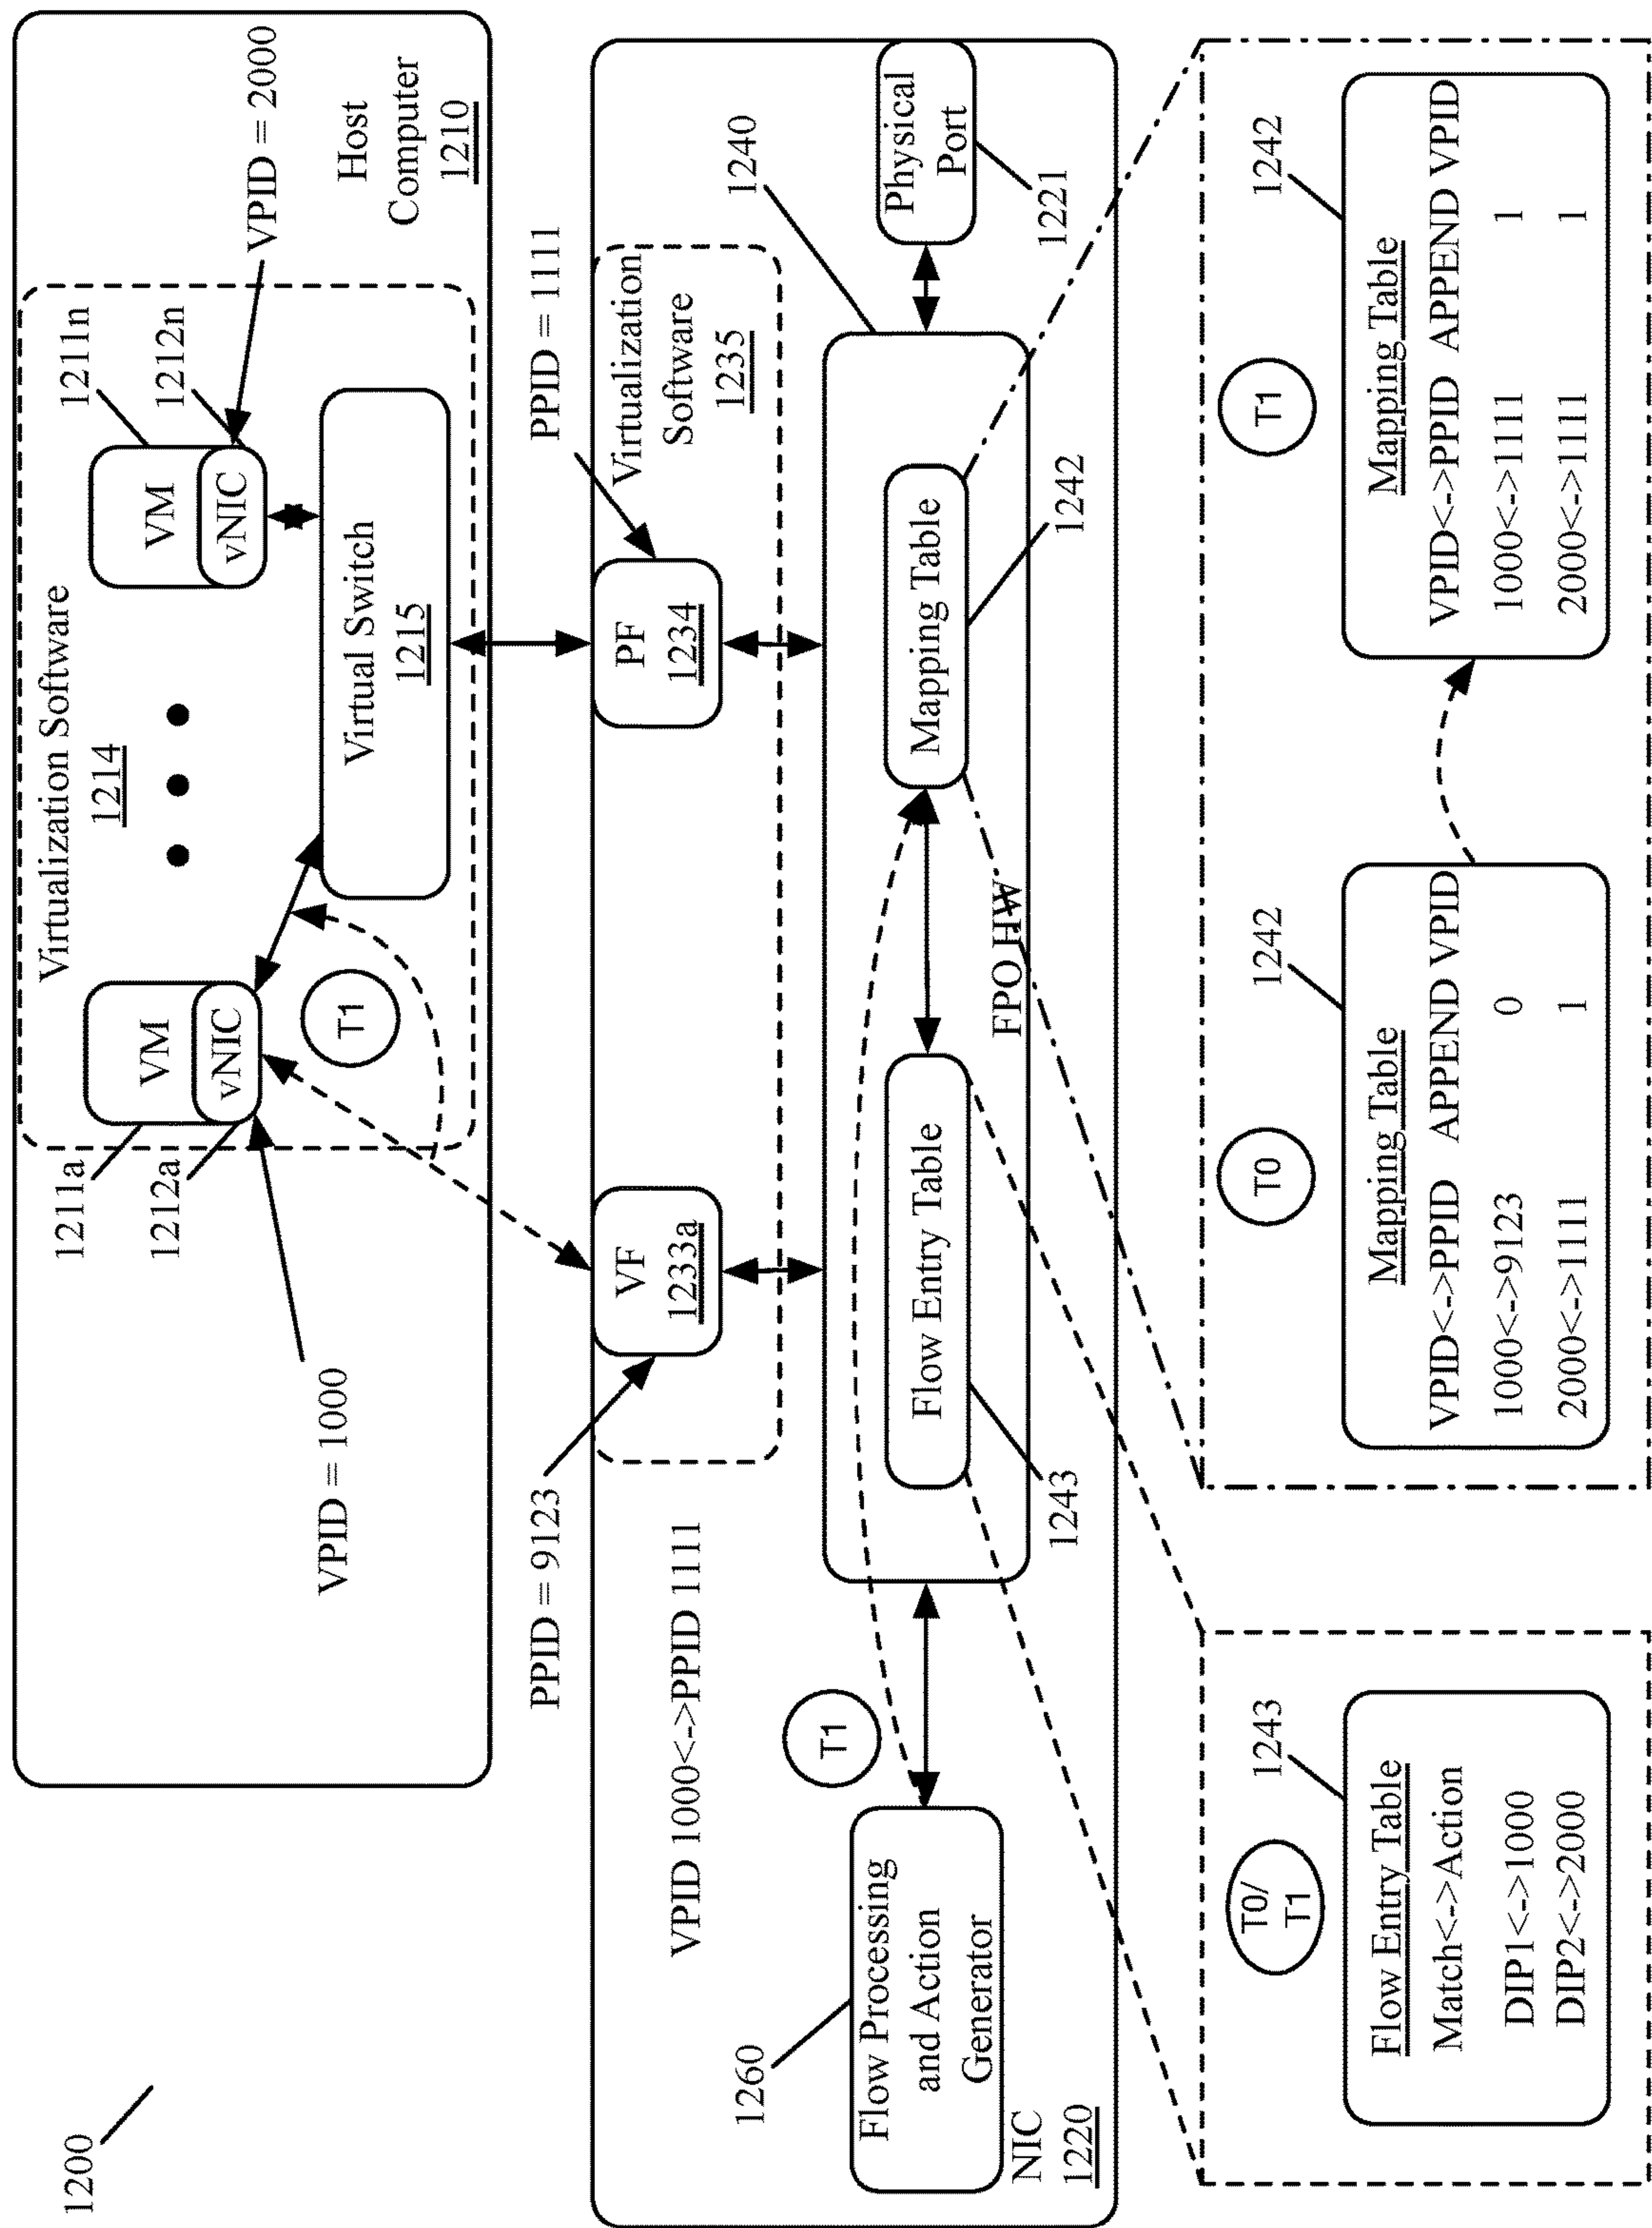 1200
Virtualization Software
1214
1211a
VM
vNIC
1212a
VPID = 1000
T1
1211n
VM
vNIC
1212n
VPID = 2000
Virtual Switch
1215
Host
Computer
1210
PPID = 9123
PPID = 1111
VPID 1000<->PPID 1111
VF
1233a
PF
1234
Virtualization
Software
1235
T1
1260
Flow Processing
and Action
Generator
NIC
1220
Flow Entry Table
1243
Mapping Table
1242
FPO HW
1240
Physical
Port
1221
T0/
T1
1243
Flow Entry Table
Match<->Action
DIP1<->1000
DIP2<->2000
T0
1242
Mapping Table
VPID<->PPID APPEND VPID
1000<->9123 0
2000<->1111 1
T1
1242
Mapping Table
VPID<->PPID APPEND VPID
1000<->1111 1
2000<->1111 1